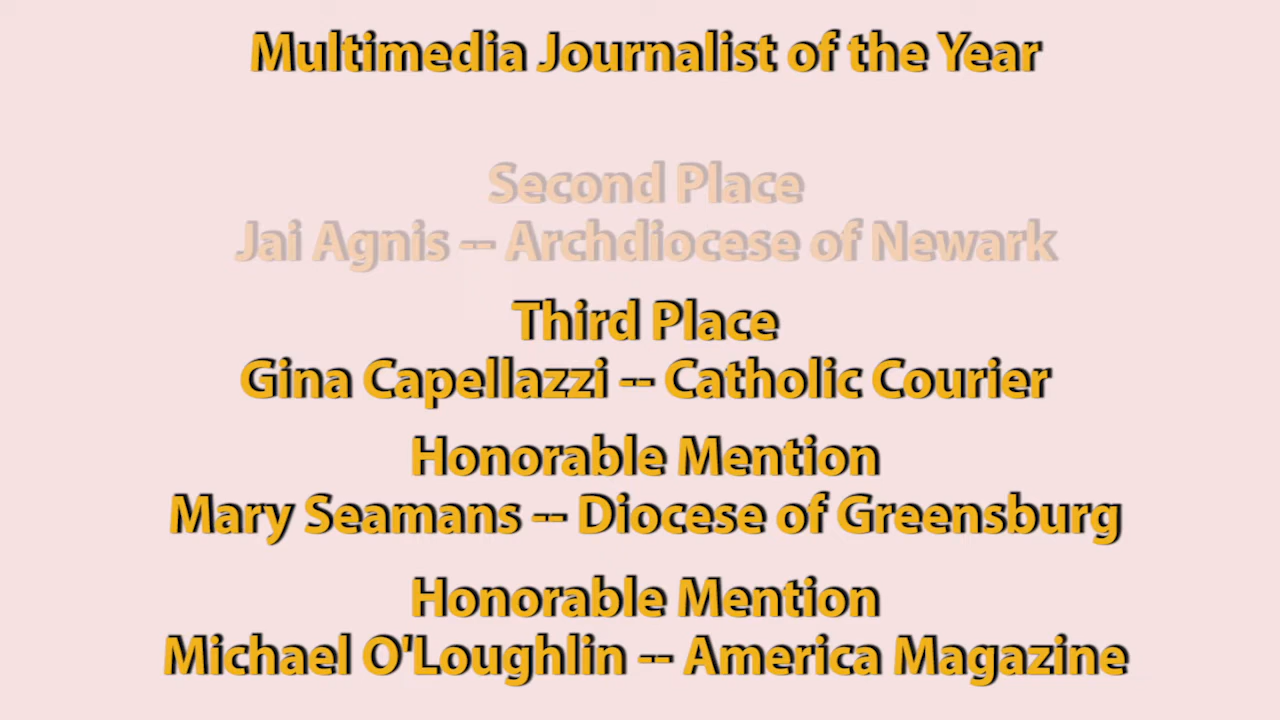 Multimedia Journalist of the Year
Second Place
Jai Agnis -- Archdiocese of Newark
Third Place
Gina Capellazzi -- Catholic Courier
Honorable Mention
Mary Seamans -- Diocese of Greensburg
Honorable Mention
Michael O'Loughlin -- America Magazine